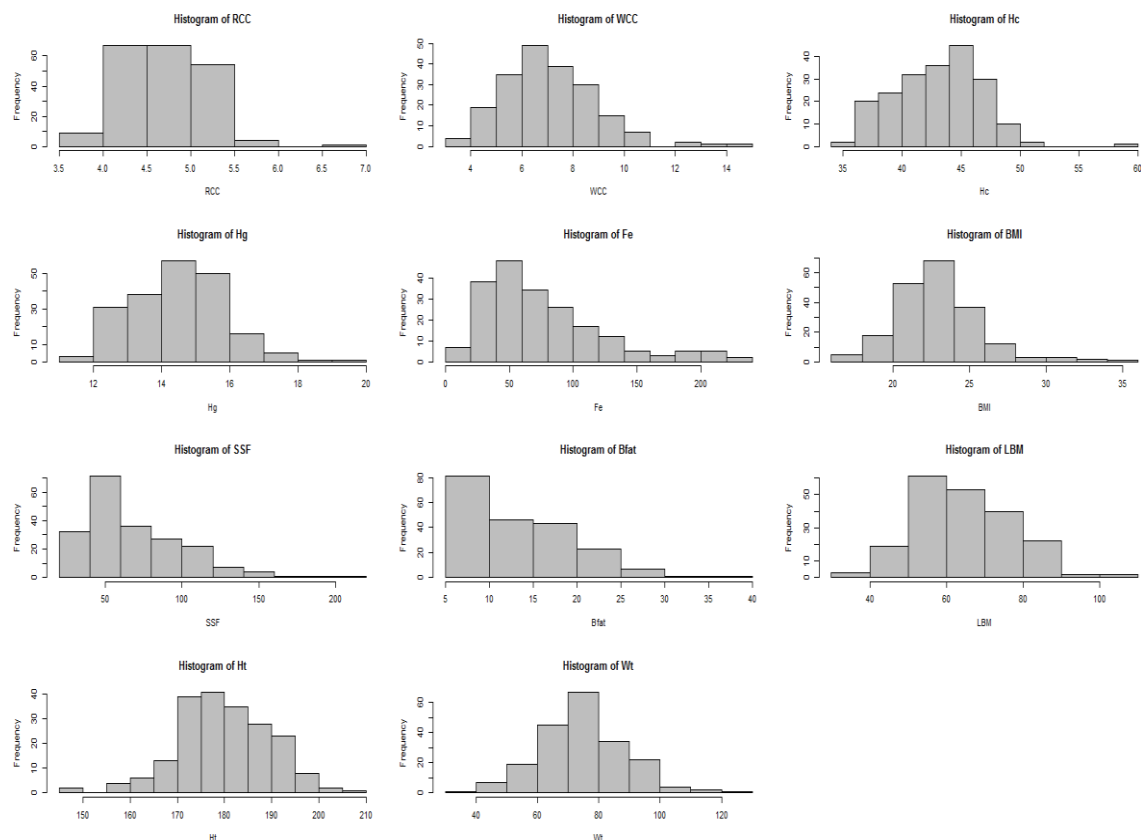 Histogram of RCC
Frequency
0 20 40 60
3.5 4.0 4.5 5.0 5.5 6.0 6.5 7.0
RCC
Histogram of WCC
Frequency
0 10 20 30 40 50
4 6 8 10 12 14
WCC
Histogram of Hc
Frequency
0 10 20 30 40
35 40 45 50 55 60
Hc
Histogram of Hg
Frequency
0 10 30 50
12 14 16 18 20
Hg
Histogram of Fe
Frequency
0 10 20 30 40
0 50 100 150 200
Fe
Histogram of BMI
Frequency
0 20 40 60
20 25 30 35
BMI
Histogram of SSF
Frequency
0 20 40 60
50 100 150 200
SSF
Histogram of Bfat
Frequency
0 20 40 60 80
5 10 15 20 25 30 35 40
Bfat
Histogram of LBM
Frequency
0 10 30 50
40 60 80 100
LBM
Histogram of Ht
Frequency
0 10 20 30 40
150 160 170 180 190 200 210
Ht
Histogram of Wt
Frequency
0 20 40 60
40 60 80 100 120
Wt